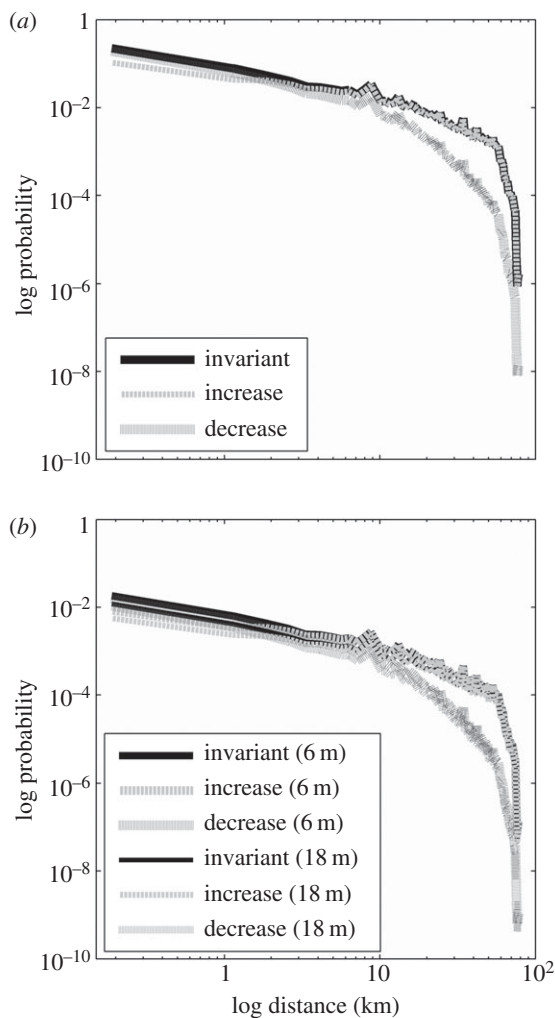 (a)
1
10⁻²
10⁻⁴
10⁻⁶
10⁻⁸
10⁻¹⁰
log probability
invariant
increase
decrease
(b)
1
10⁻²
10⁻⁴
10⁻⁶
10⁻⁸
10⁻¹⁰
log probability
invariant (6 m)
increase (6 m)
decrease (6 m)
invariant (18 m)
increase (18 m)
decrease (18 m)
1 10 10²
log distance (km)